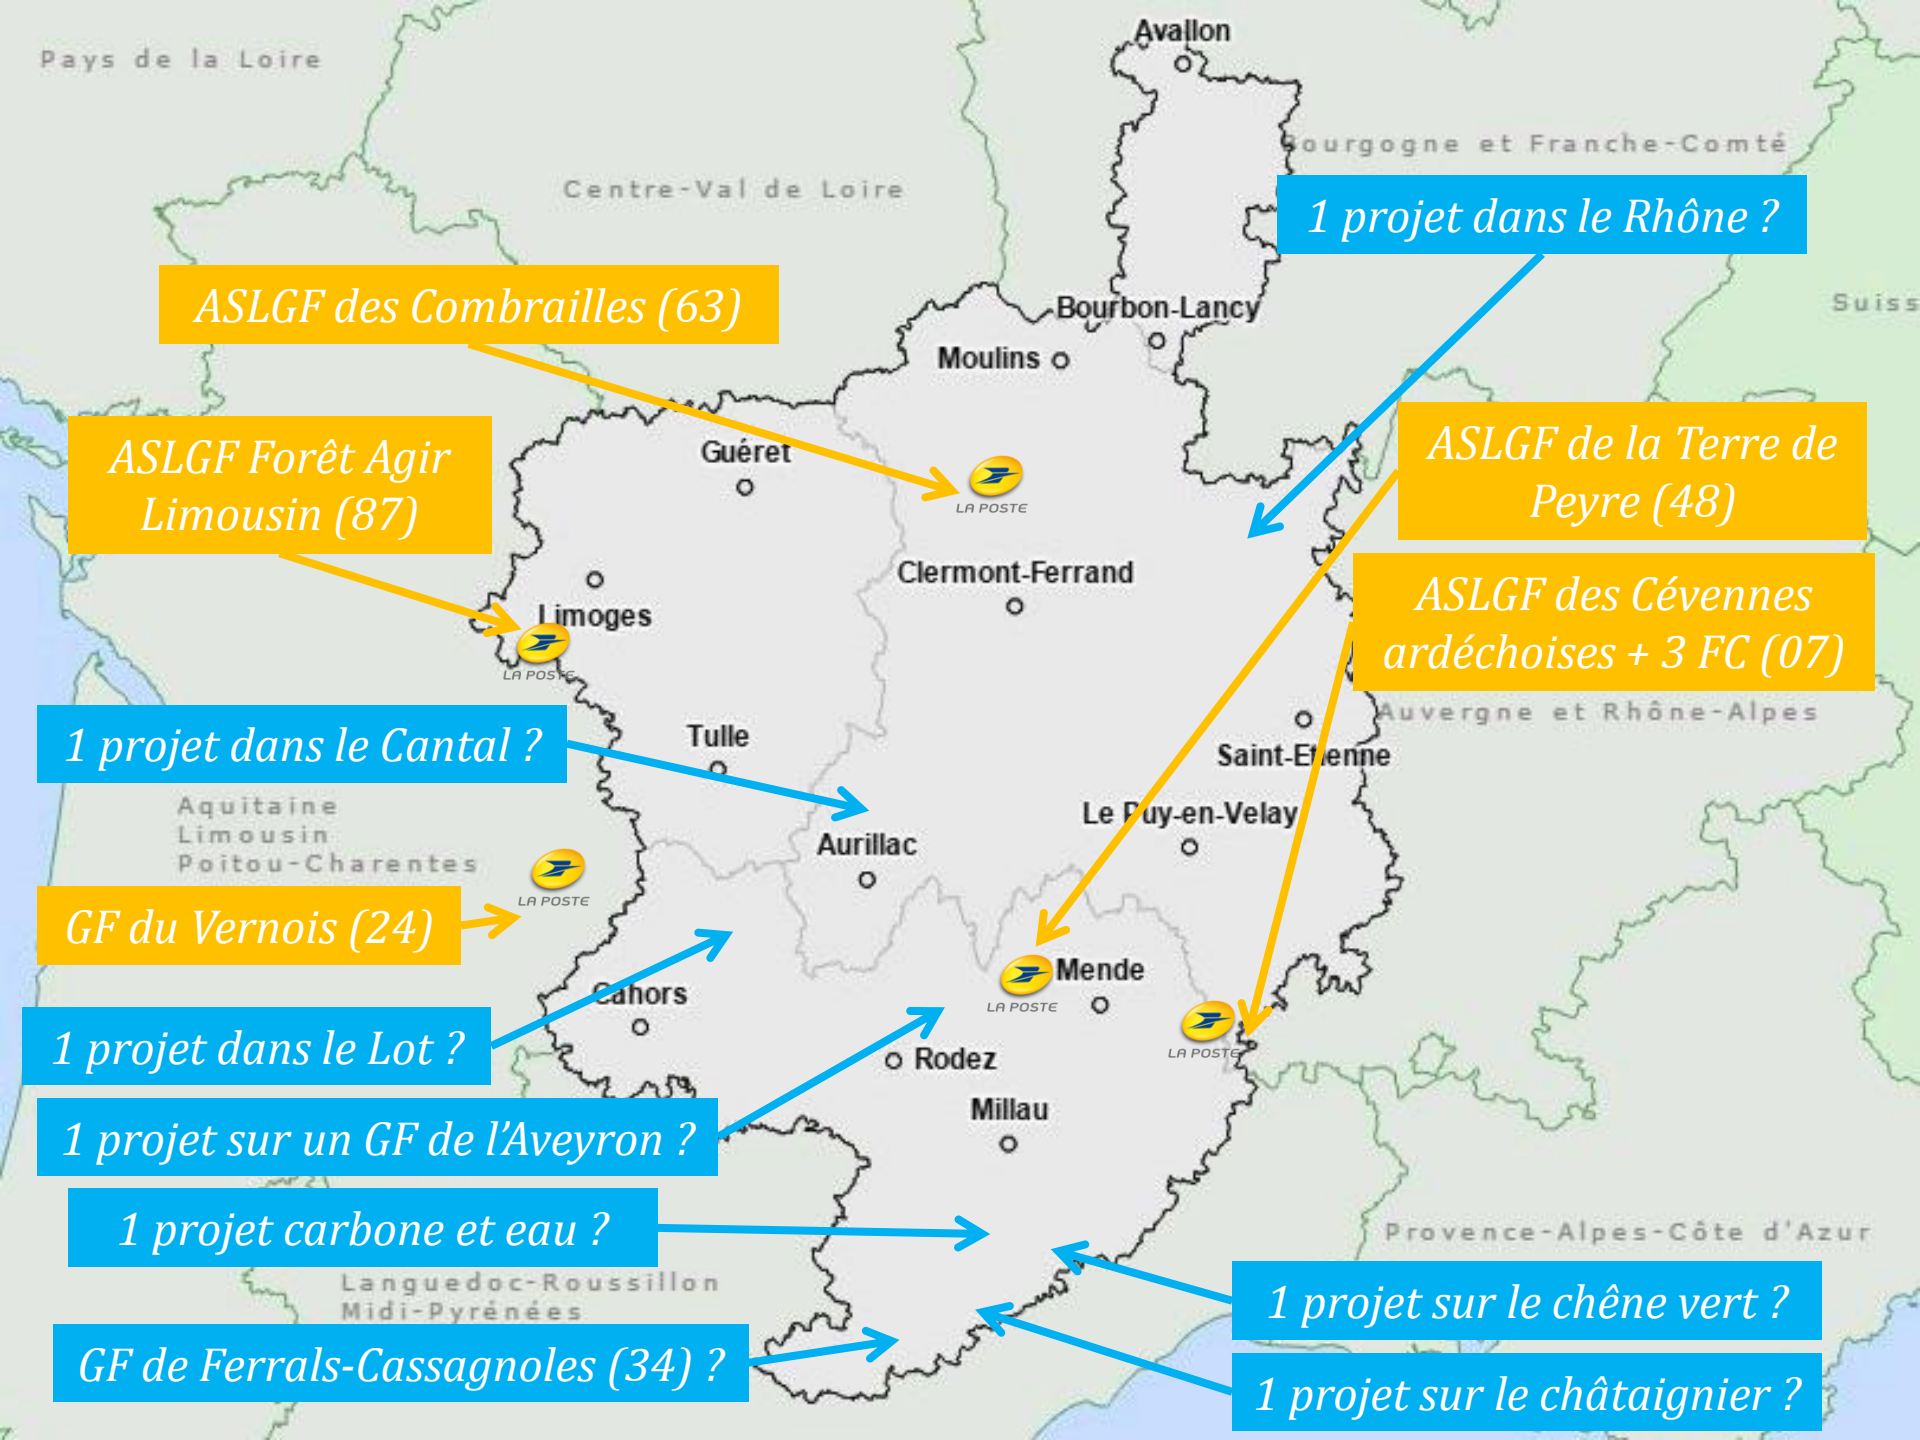 Avallon
Pays de la Loire
Bourgogne et Franche-Comté
Centre-Val de Loire
1 projet dans le Rhône ?
ASLGF des Combrailles (63)
Bourbon-Lancy
Suiss
Moulins
ASLGF Forêt Agir
Limousin (87)
Guéret
ASLGF de la Terre de
Peyre (48)
LA POSTE
Clermont-Ferrand
ASLGF des Cévennes
ardéchoises + 3 FC (07)
Limoges
LA POSTE
Auvergne et Rhône-Alpes
1 projet dans le Cantal ?
Tulle
Saint-Etienne
Aquitaine
Limousin
Poitou-Charentes
Le Puy-en-Velay
Aurillac
LA POSTE
GF du Vernois (24)
Mende
Cahors
LA POSTE
1 projet dans le Lot ?
LA POSTE
Rodez
Millau
1 projet sur un GF de l’Aveyron ?
1 projet carbone et eau ?
Provence-Alpes-Côte d'Azur
Languedoc-Roussillon
Midi-Pyrénées
1 projet sur le chêne vert ?
GF de Ferrals-Cassagnoles (34) ?
1 projet sur le châtaignier ?